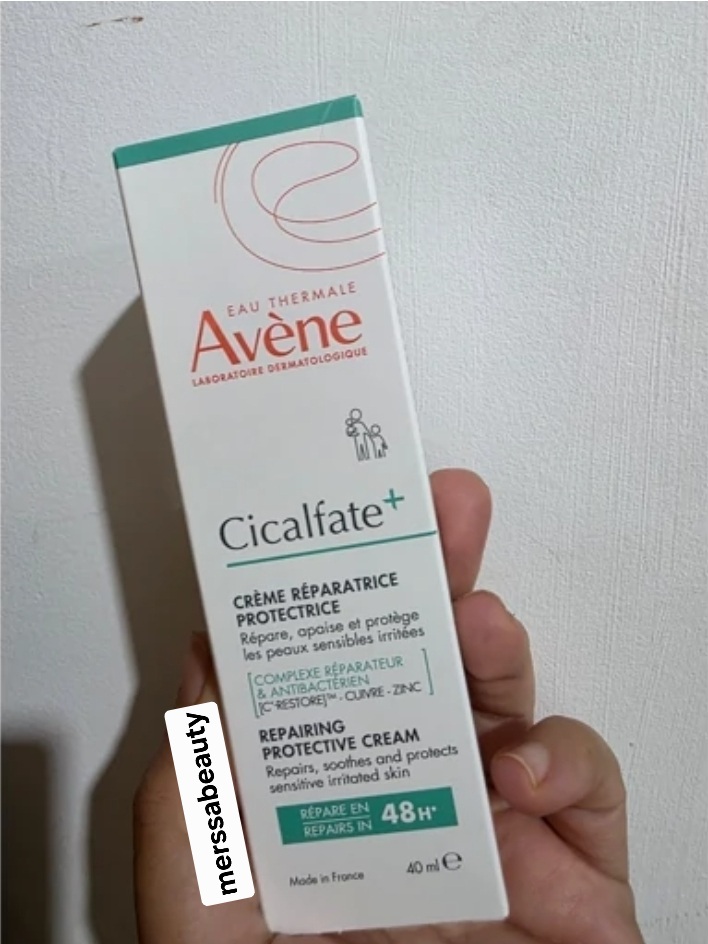 EAU THERMALE
Avène
LABORATOIRE DERMATOLOGIQUE
Cicalfate+
CRÈME RÉPARATRICE
PROTECTRICE
Répare, apaise et protège
les peaux sensibles irritées
[COMPLEXE RÉPARATEUR
& ANTIBACTÉRIEN
[C+RESTORE]™ - CUIVRE - ZINC]
REPAIRING
PROTECTIVE CREAM
Repairs, soothes and protects
sensitive irritated skin
RÉPARE EN
REPAIRS IN 48H*
Made in France 40 ml ℮
merssabeauty